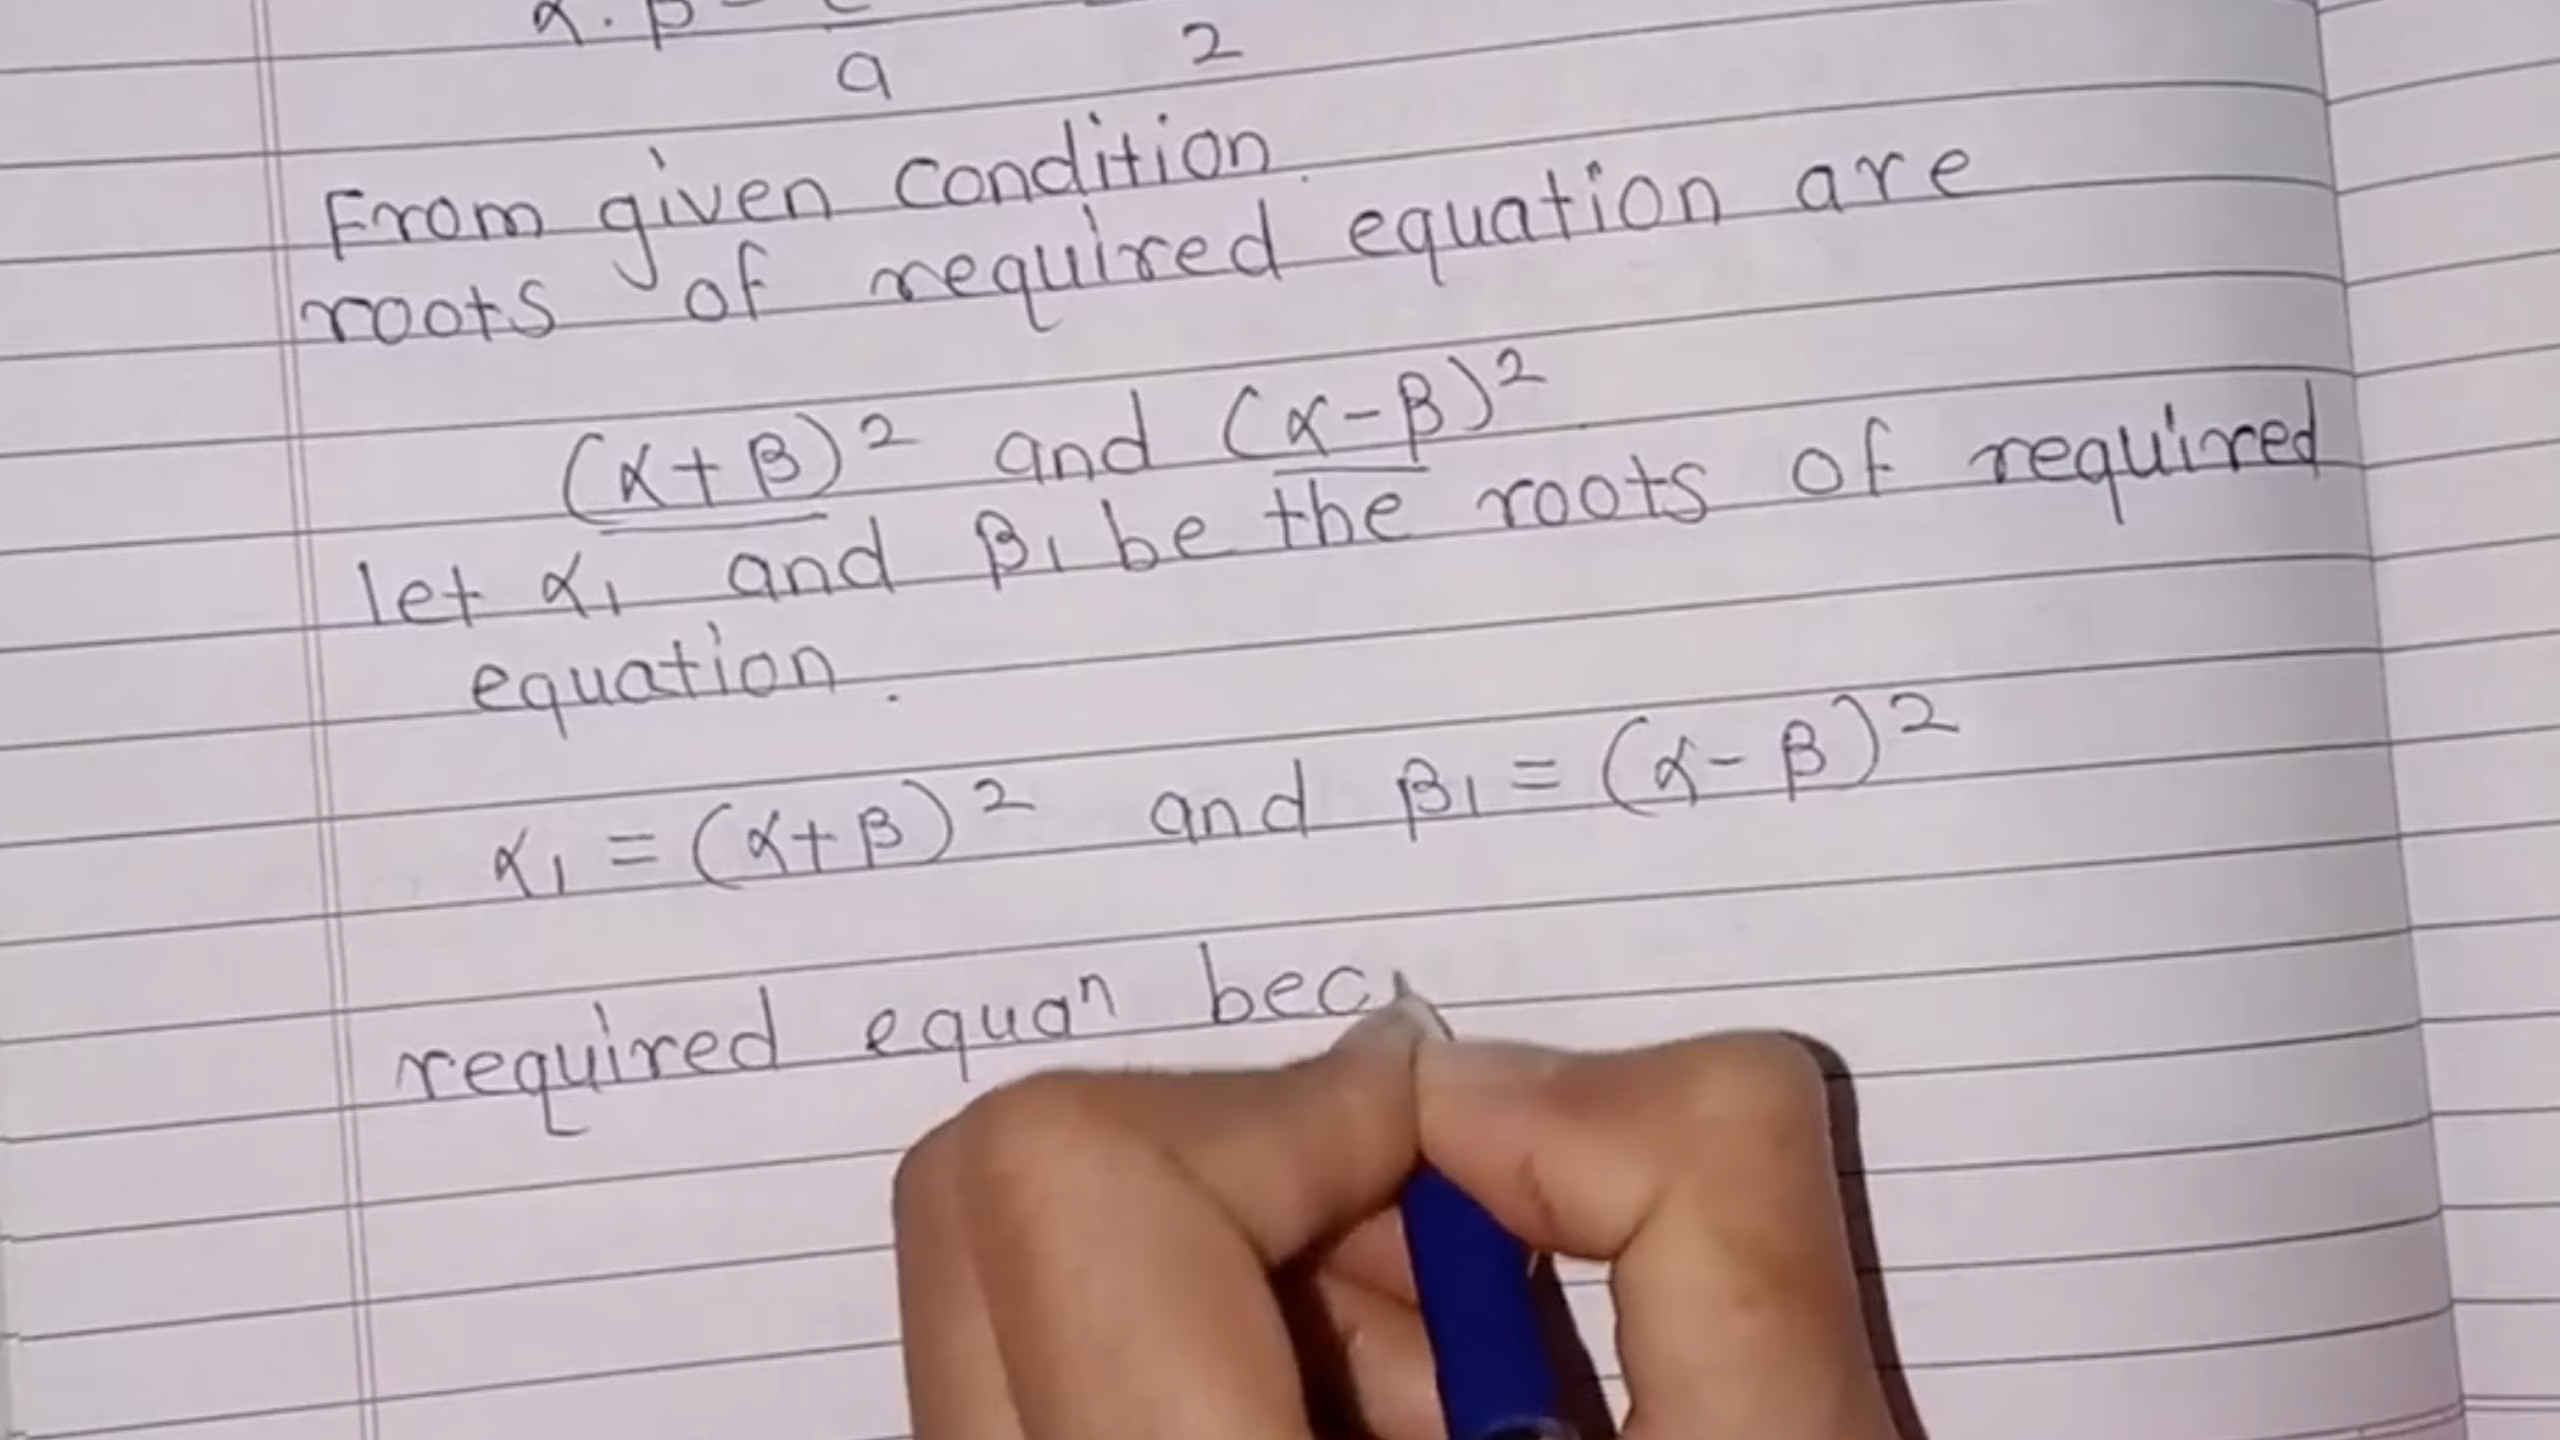 α . β =
a 2
From given condition.
roots of required equation are
(α+β)² and (α-β)²
let α₁ and β₁ be the roots of required
equation.
α₁ = (α+β)² and β₁ = (α-β)²
required equaⁿ bec